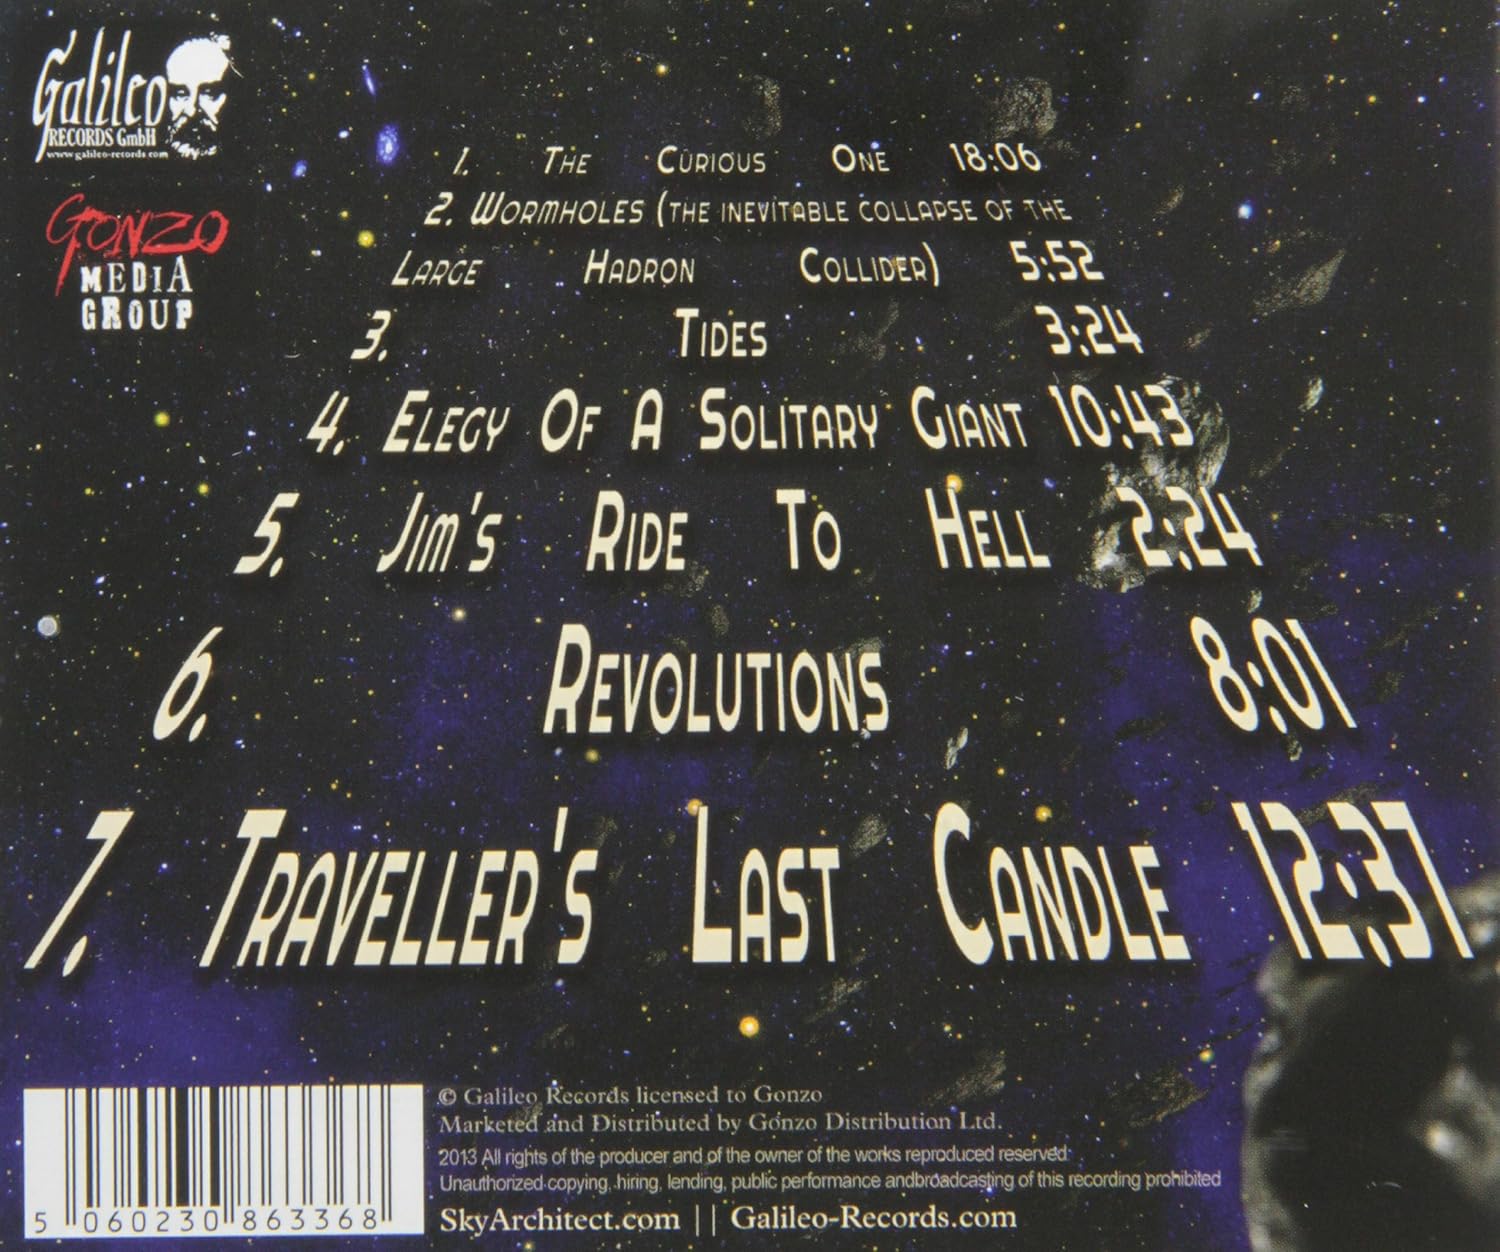 Galileo
RECORDS GmbH
www.galileo-records.com
GONZO
MEDIA
GROUP
1. The Curious One 18:06
2. Wormholes (the inevitable collapse of the
Large Hadron Collider) 5:52
3. Tides 3:24
4. Elegy Of A Solitary Giant 10:43
5. Jim's Ride To Hell 2:24
6. Revolutions 8:01
7. Traveller's Last Candle 12:37
© Galileo Records licensed to Gonzo
Marketed and Distributed by Gonzo Distribution Ltd.
2013 All rights of the producer and of the owner of the works reproduced reserved
Unauthorized copying, hiring, lending, public performance andbroadcasting of this recording prohibited
SkyArchitect.com || Galileo-Records.com
5 060230 863368